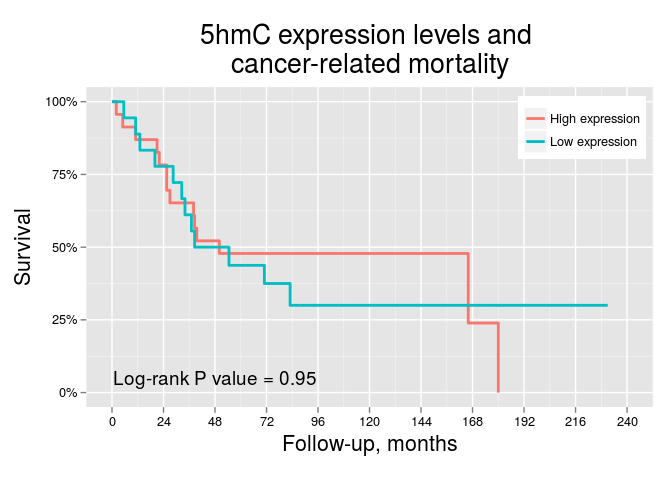 5hmC expression levels and
cancer-related mortality
100%
75%
50%
25%
0%
Survival
High expression
Low expression
Log-rank P value = 0.95
0 24 48 72 96 120 144 168 192 216 240
Follow-up, months